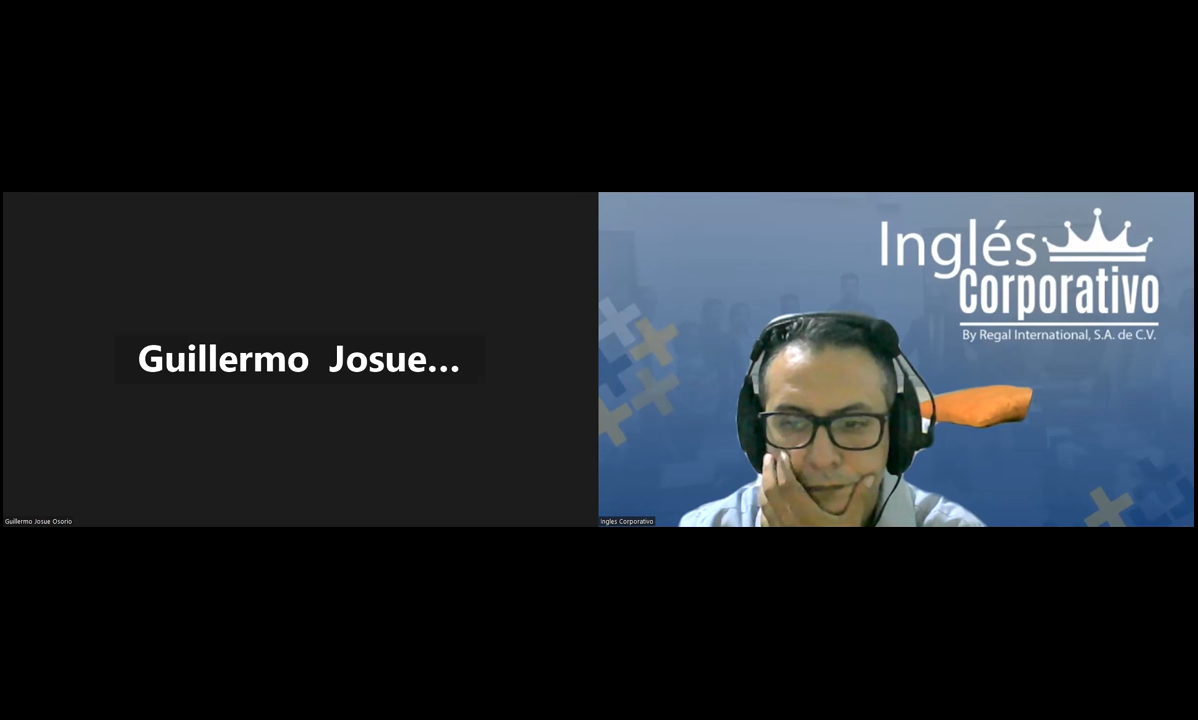 Guillermo Josue...
Guillermo Josue Osorio
Inglés
Corporativo
By Regal International, S.A. de C.V.
Ingles Corporativo